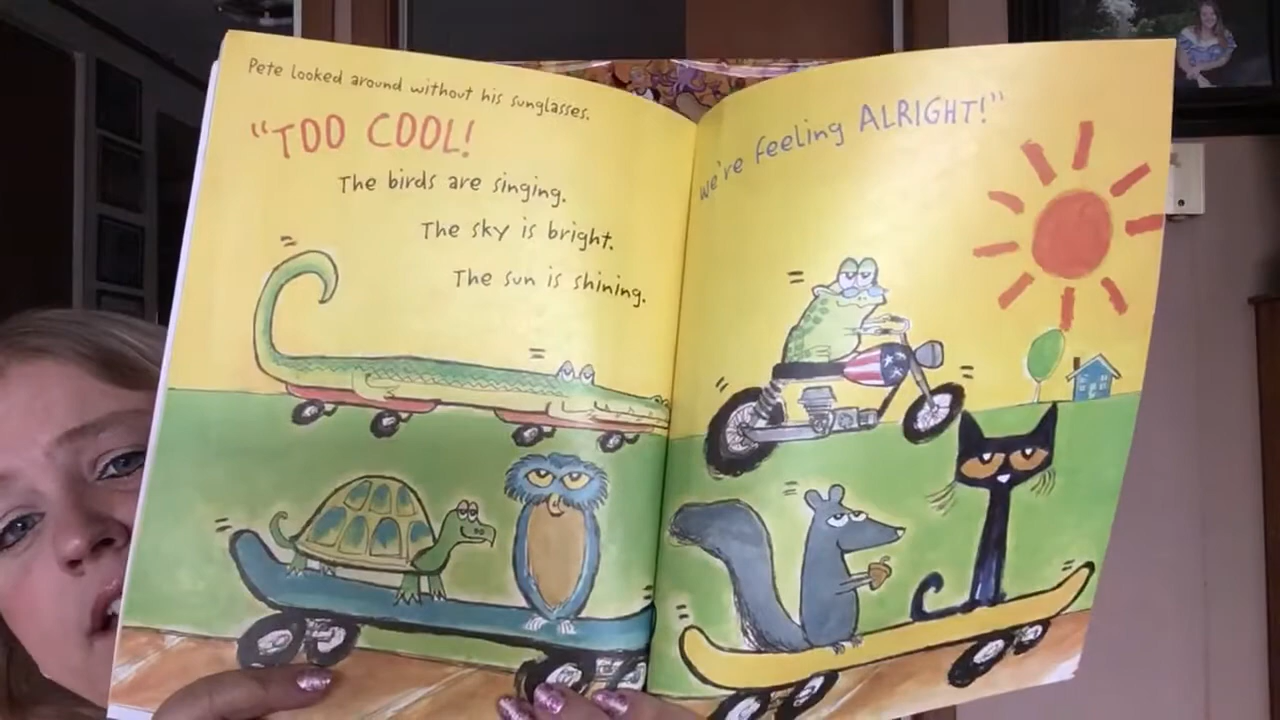 Pete looked around without his sunglasses.
"TOO COOL!
The birds are singing.
The sky is bright.
The sun is shining.
we're feeling ALRIGHT!"